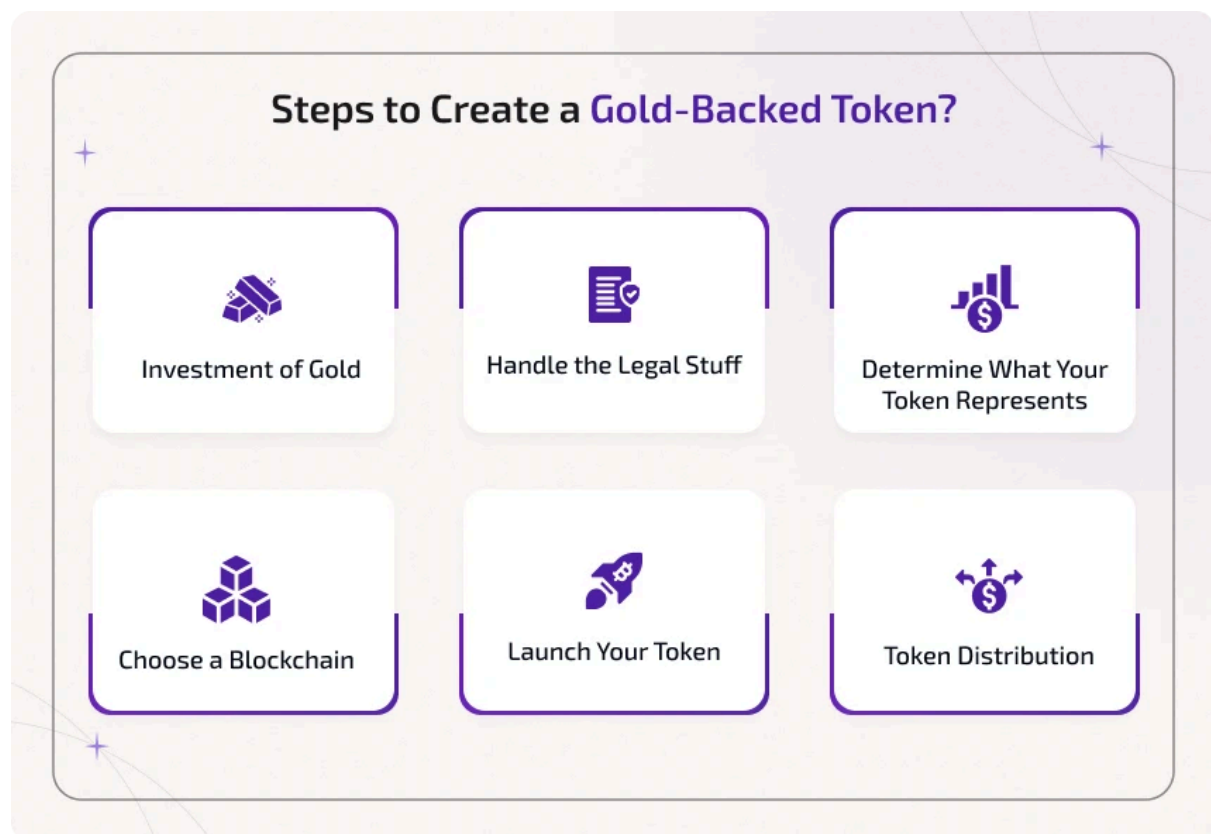 Steps to Create a Gold-Backed Token?
Investment of Gold
Handle the Legal Stuff
Determine What Your
Token Represents
Choose a Blockchain
Launch Your Token
Token Distribution